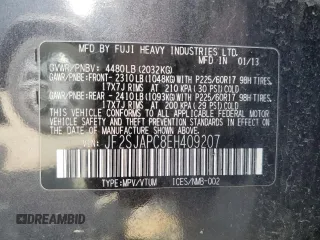 MFD BY FUJI HEAVY INDUSTRIES LTD.
GVWR/PNBV: 4480LB (2032KG) 01/13
GAWR/PNBE: FRONT- 2310LB (1048KG) WITH P225/60R17 98H TIRES,
17X7J RIMS, AT 210 KPA (30 PSI) COLD
GAWR/PNBE: REAR - 2410LB (1093KG) WITH P225/60R17 98H TIRES,
17X7J RIMS, AT 200 KPA (29 PSI) COLD
THIS VEHICLE CONFORMS TO ALL APPLICABLE
FEDERAL MOTOR VEHICLE SAFETY AND
THEFT PREVENTION STANDARDS IN EFFECT ON
THE DATE OF MANUFACTURE SHOWN ABOVE.
VIN: JF2SJAPC8EH409207
TYPE:MPV/VTUM ICES/NMB-002
AUTOBIDMASTER